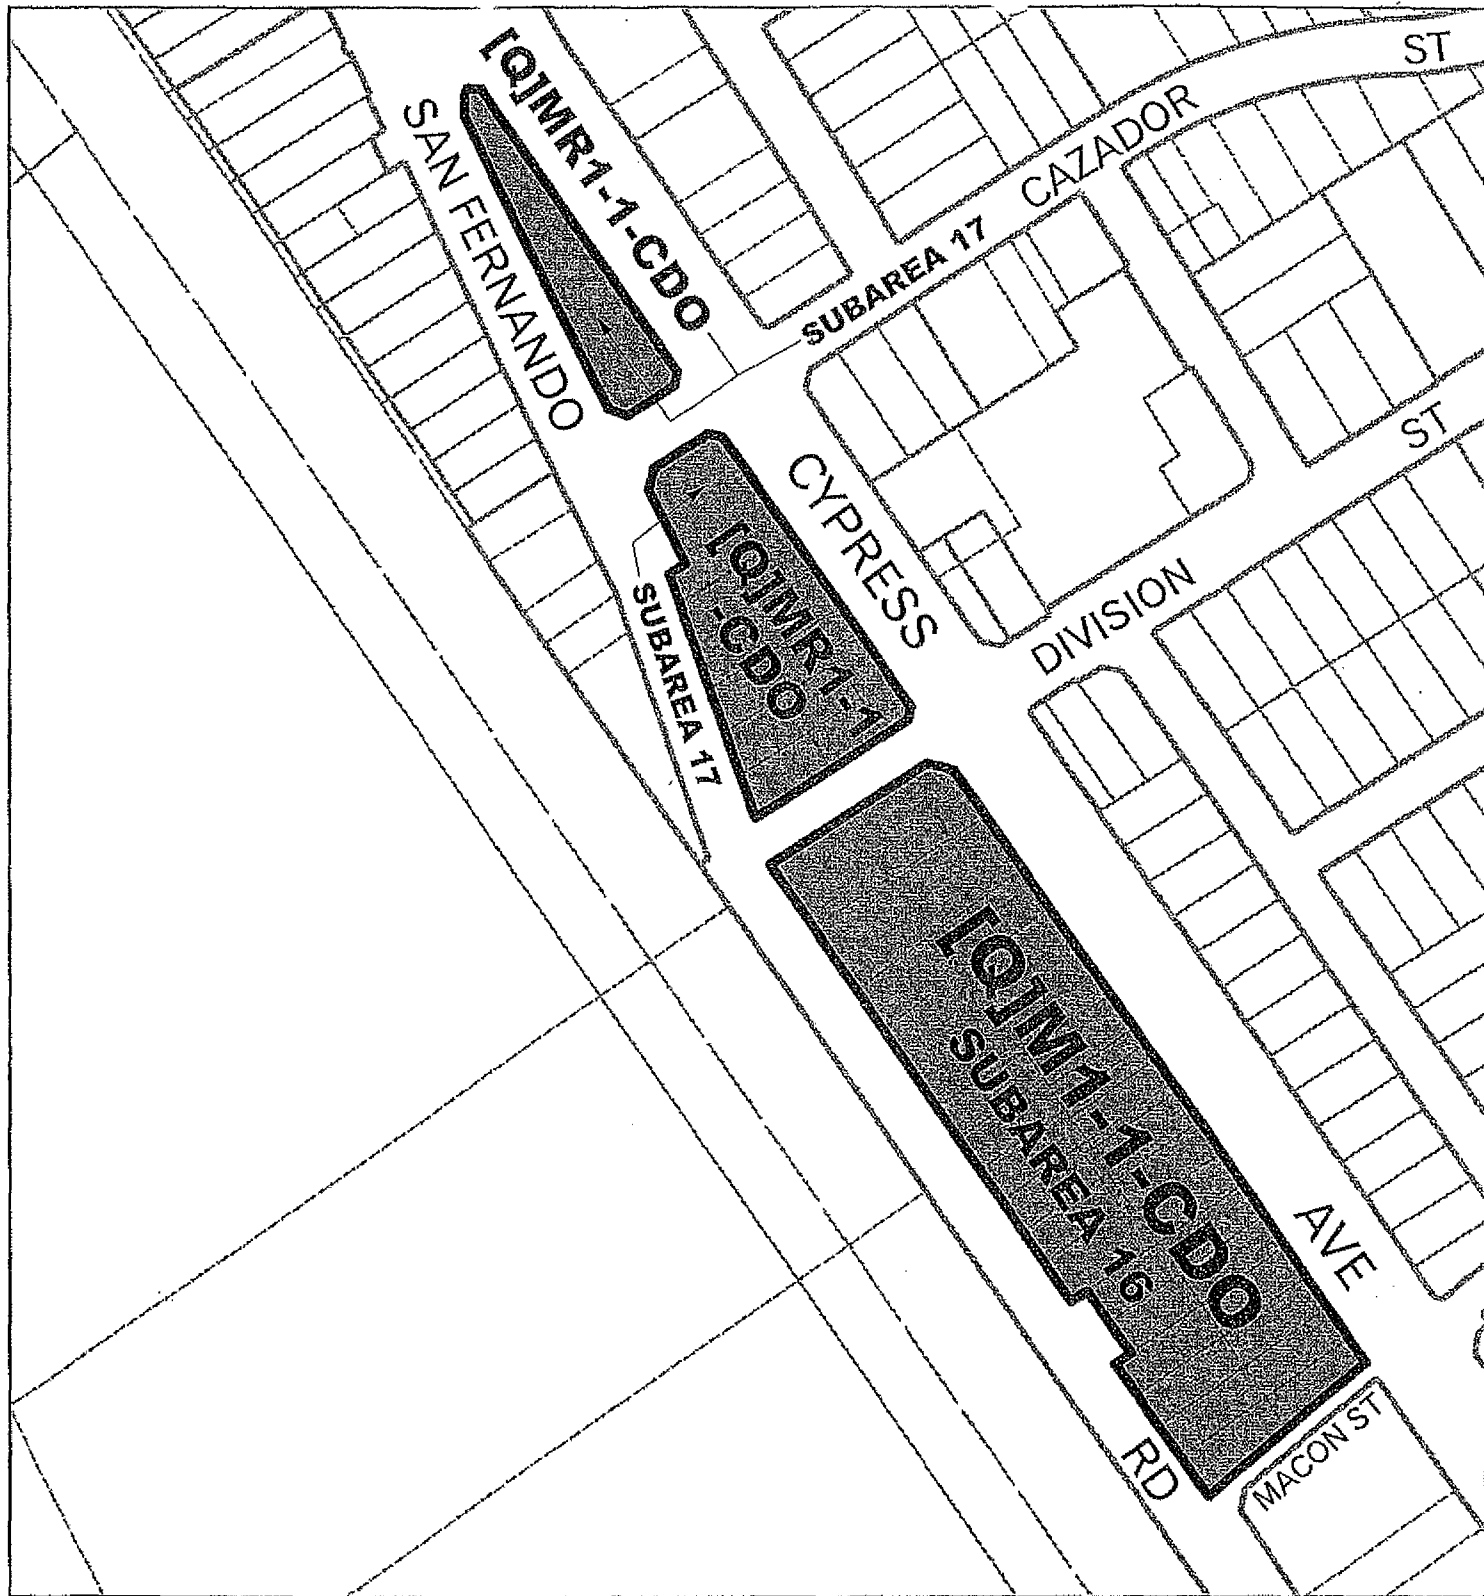 [Q]MR1-1-CDO
SAN FERNANDO
CAZADOR
ST
SUBAREA 17
CYPRESS
[Q]MR1-1
-CDO
SUBAREA 17
DIVISION
ST
[Q]M1-1-CDO
SUBAREA 16
AVE
RD
MACON ST